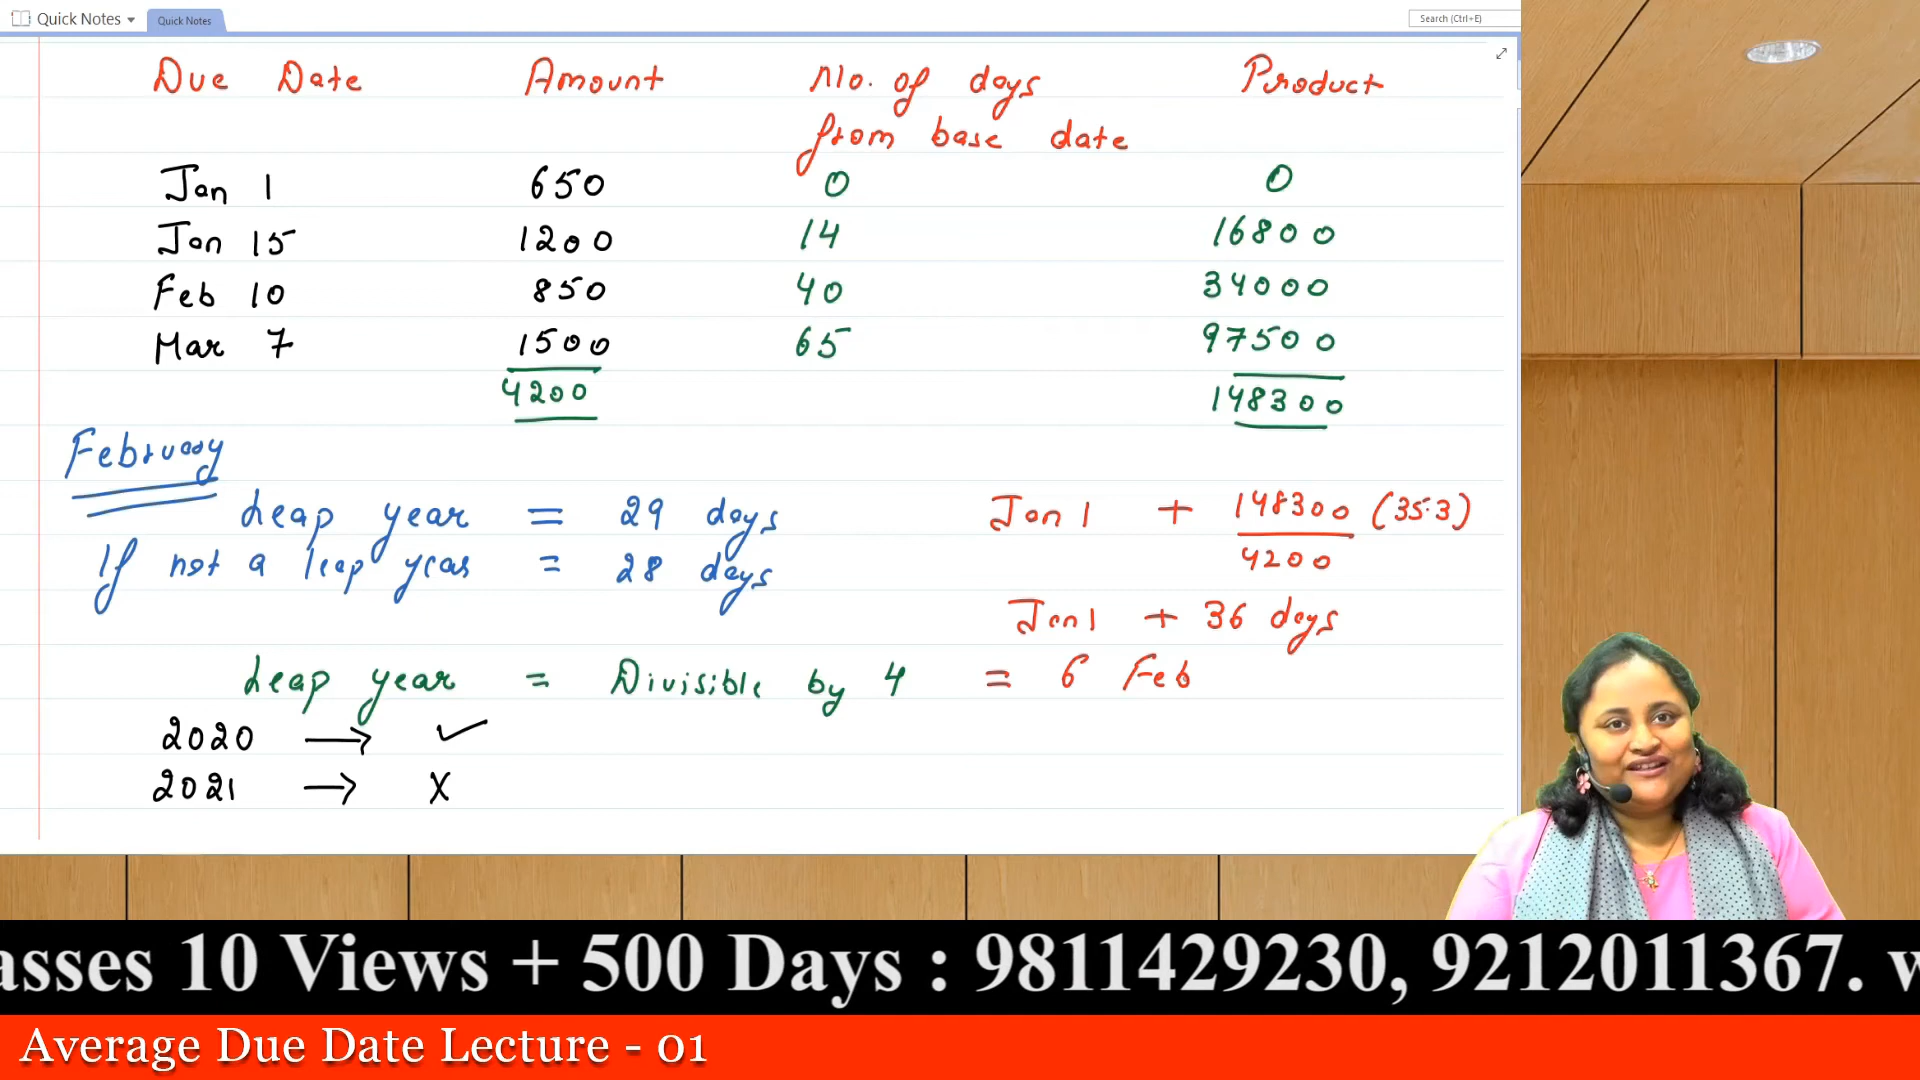 Quick Notes
Quick Notes
Search (Ctrl+E)
Due Date Amount No. of days from base date Product
Jan 1 650 0 0
Jan 15 1200 14 16800
Feb 10 850 40 34000
Mar 7 1500 65 97500
4200 148300
February
Leap year = 29 days
If not a leap year = 28 days
Jan 1 + 148300 (35.3)
4200
Jan 1 + 36 days
= 6 Feb
Leap year = Divisible by 4
2020 → ✓
2021 → X
asses 10 Views + 500 Days : 9811429230, 9212011367. w
Average Due Date Lecture - 01